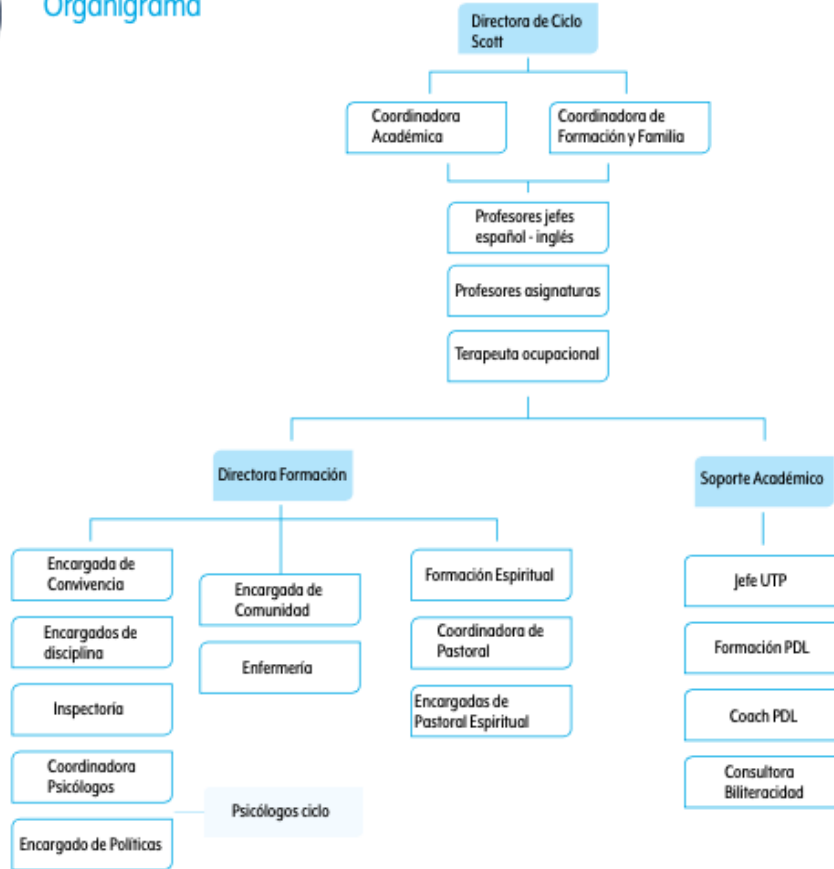 Organigrama
Directora de Ciclo
Scott
Coordinadora
Académica
Coordinadora de
Formación y Familia
Profesores jefes
español - inglés
Profesores asignaturas
Terapeuta ocupacional
Directora Formación
Soporte Académico
Encargada de
Convivencia
Encargados de
disciplina
Inspectoría
Coordinadora
Psicólogos
Encargado de Políticas
Psicólogos ciclo
Encargada de
Comunidad
Enfermería
Formación Espiritual
Coordinadora de
Pastoral
Encargadas de
Pastoral Espiritual
Jefe UTP
Formación PDL
Coach PDL
Consultora
Biliteracidad